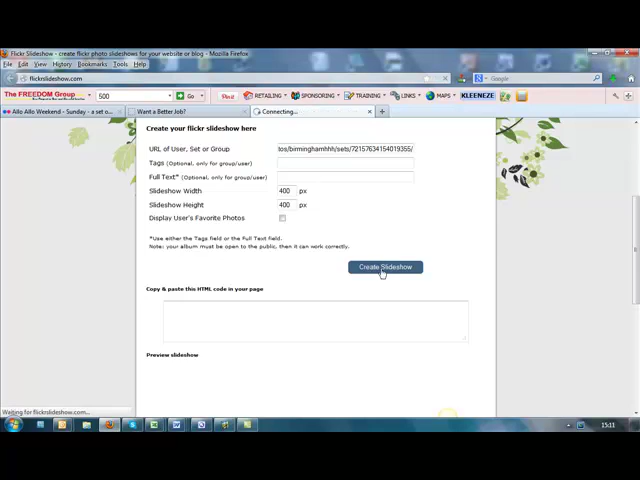 Flickr Slideshow - create flickr photo slideshows for your website or blog - Mozilla Firefox
File Edit View History Bookmarks Tools Help
flickrslideshow.com
Google
The FREEDOM Group
500
Go
RETAILING
SPONSORING
TRAINING
LINKS
MAPS
KLEENEZE
Allo Allo Weekend - Sunday - a set o...
Want a Better Job?
Connecting...
Create your flickr slideshow here
URL of User, Set or Group
tos/birminghamhhh/sets/72157634154019355/
Tags (Optional, only for group/user)
Full Text* (Optional, only for group/user)
Slideshow Width 400 px
Slideshow Height 400 px
Display User's Favorite Photos
*Use either the Tags field or the Full Text field.
Note: your album must be open to the public, then it can work correctly.
Create Slideshow
Copy & paste this HTML code in your page
Preview slideshow
Waiting for flickrslideshow.com...
15:11